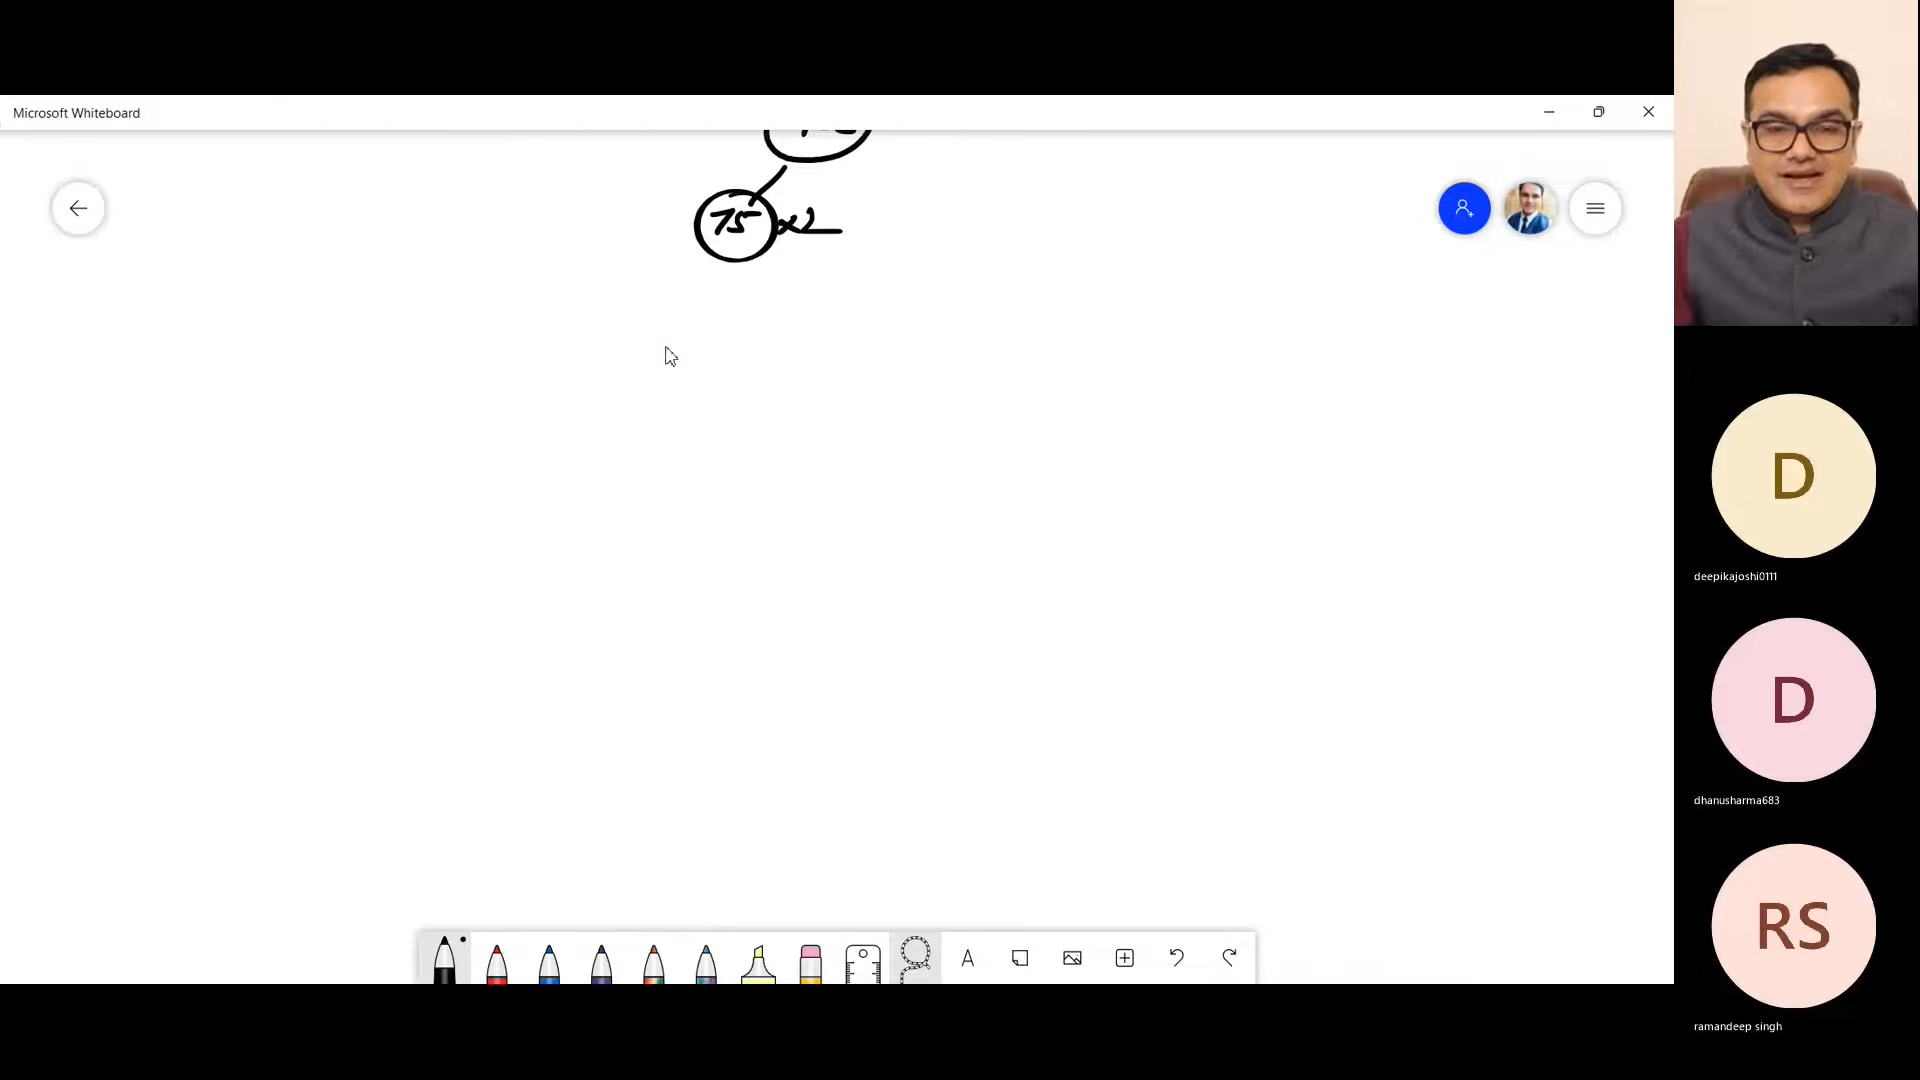 Microsoft Whiteboard
75 x2
D
deepikajoshi0111
D
dhanusharma683
RS
ramandeep singh
A